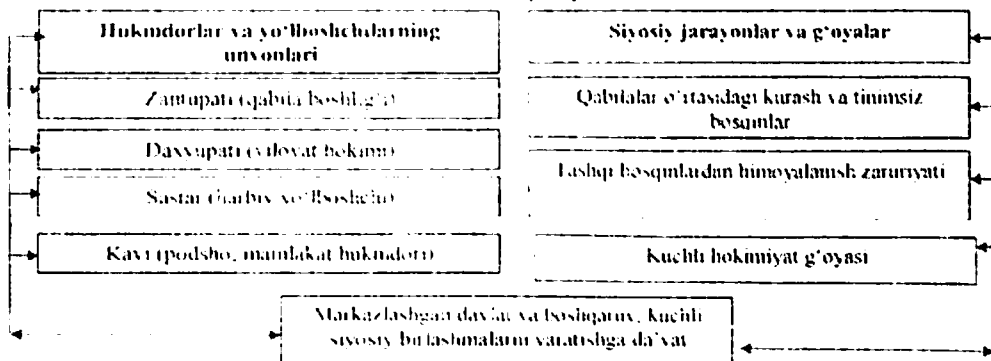 Hukmdorlar va yo‘lboshchilarning
unvonlari
Zantupati (qabila boshlig‘i)
Daxyupati (viloyat hokimi)
Sastar (harbiy yo‘lboshchi)
Kavi (podsho, mamlakat hukmdori)
Siyosiy jarayonlar va g‘oyalar
Qabilalar o‘rtasidagi kurash va tinimsiz
bosqinlar
Tashqi bosqinlardan himoyalanish zaruriyati
Kuchli hokimiyat g‘oyasi
Markazlashgan davlat va boshqaruv, kuchli
siyosiy birlashmalarni yaratishga da’vat